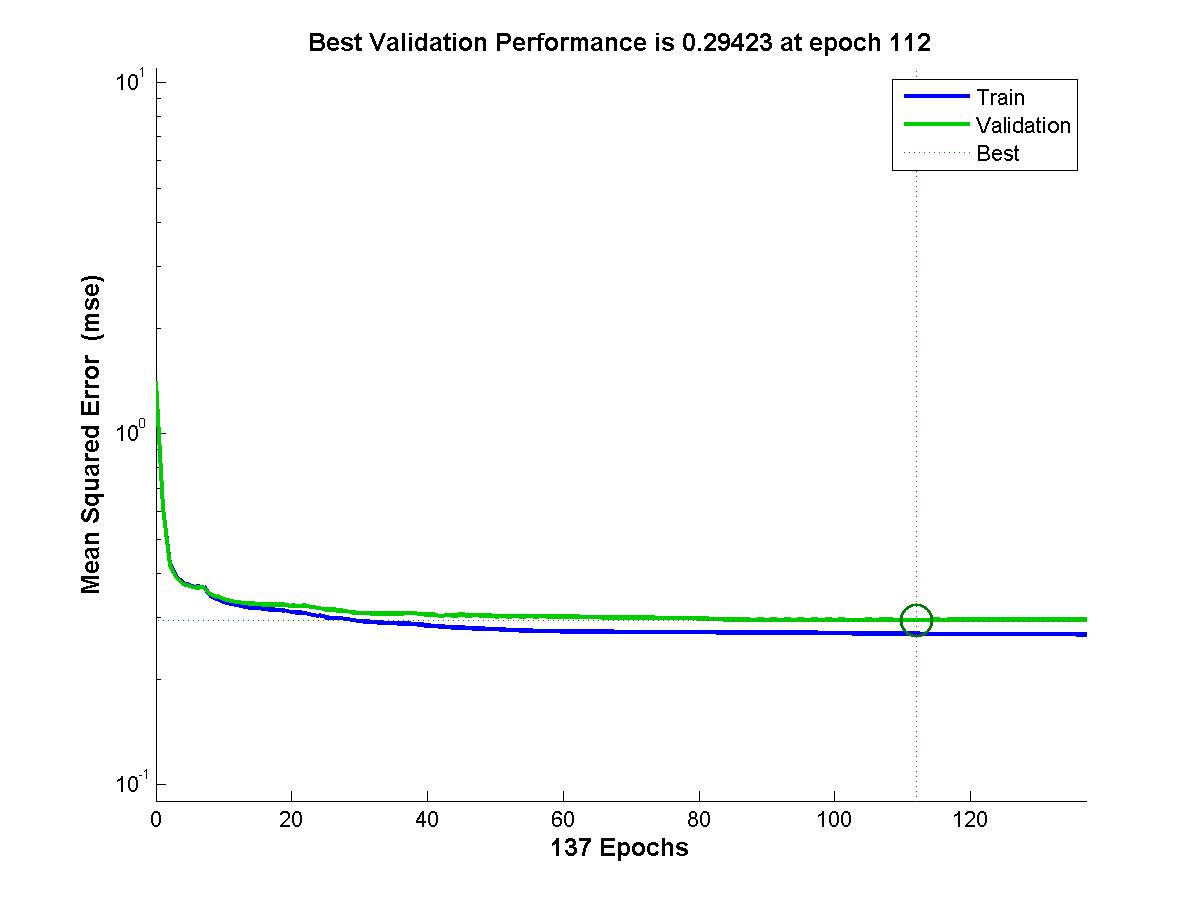 Best Validation Performance is 0.29423 at epoch 112
10^1
Train
Validation
Best
10^0
Mean Squared Error (mse)
10^-1
0 20 40 60 80 100 120
137 Epochs